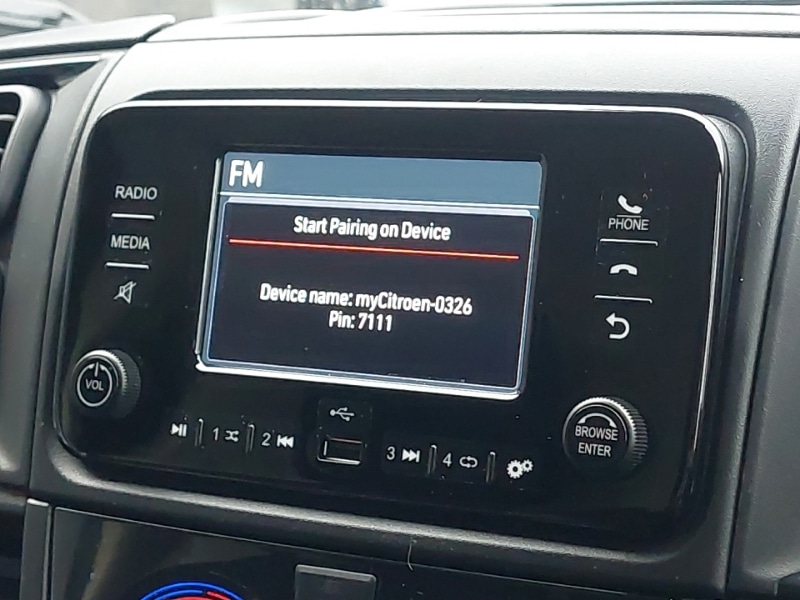 FM
Start Pairing on Device
Device name: myCitroen-0326
Pin: 7111
RADIO
MEDIA
VOL
PHONE
BROWSE
ENTER
1
2
3
4